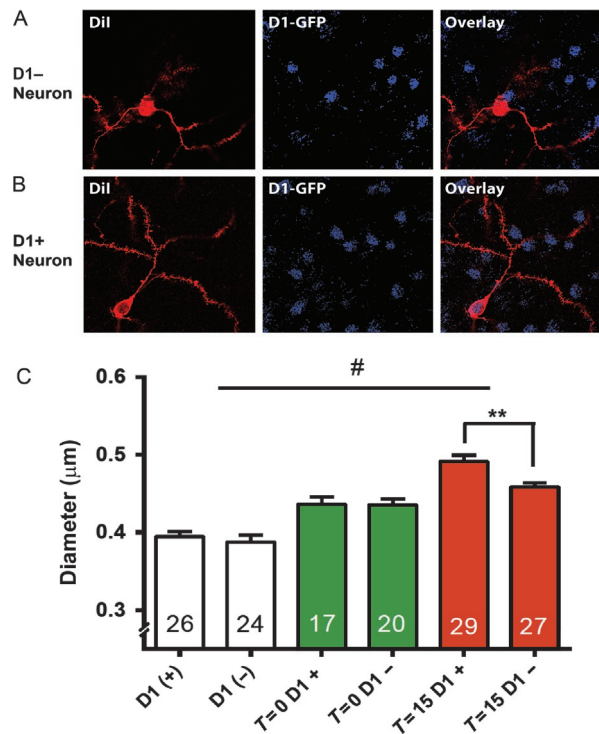 A
DiI
D1-GFP
Overlay
D1–
Neuron
B
DiI
D1-GFP
Overlay
D1+
Neuron
C
#
**
Diameter (μm)
0.6
0.5
0.4
0.3
26
24
17
20
29
27
D1 (+)
D1 (−)
T= 0 D1 +
T= 0 D1 −
T= 15 D1 +
T= 15 D1 −